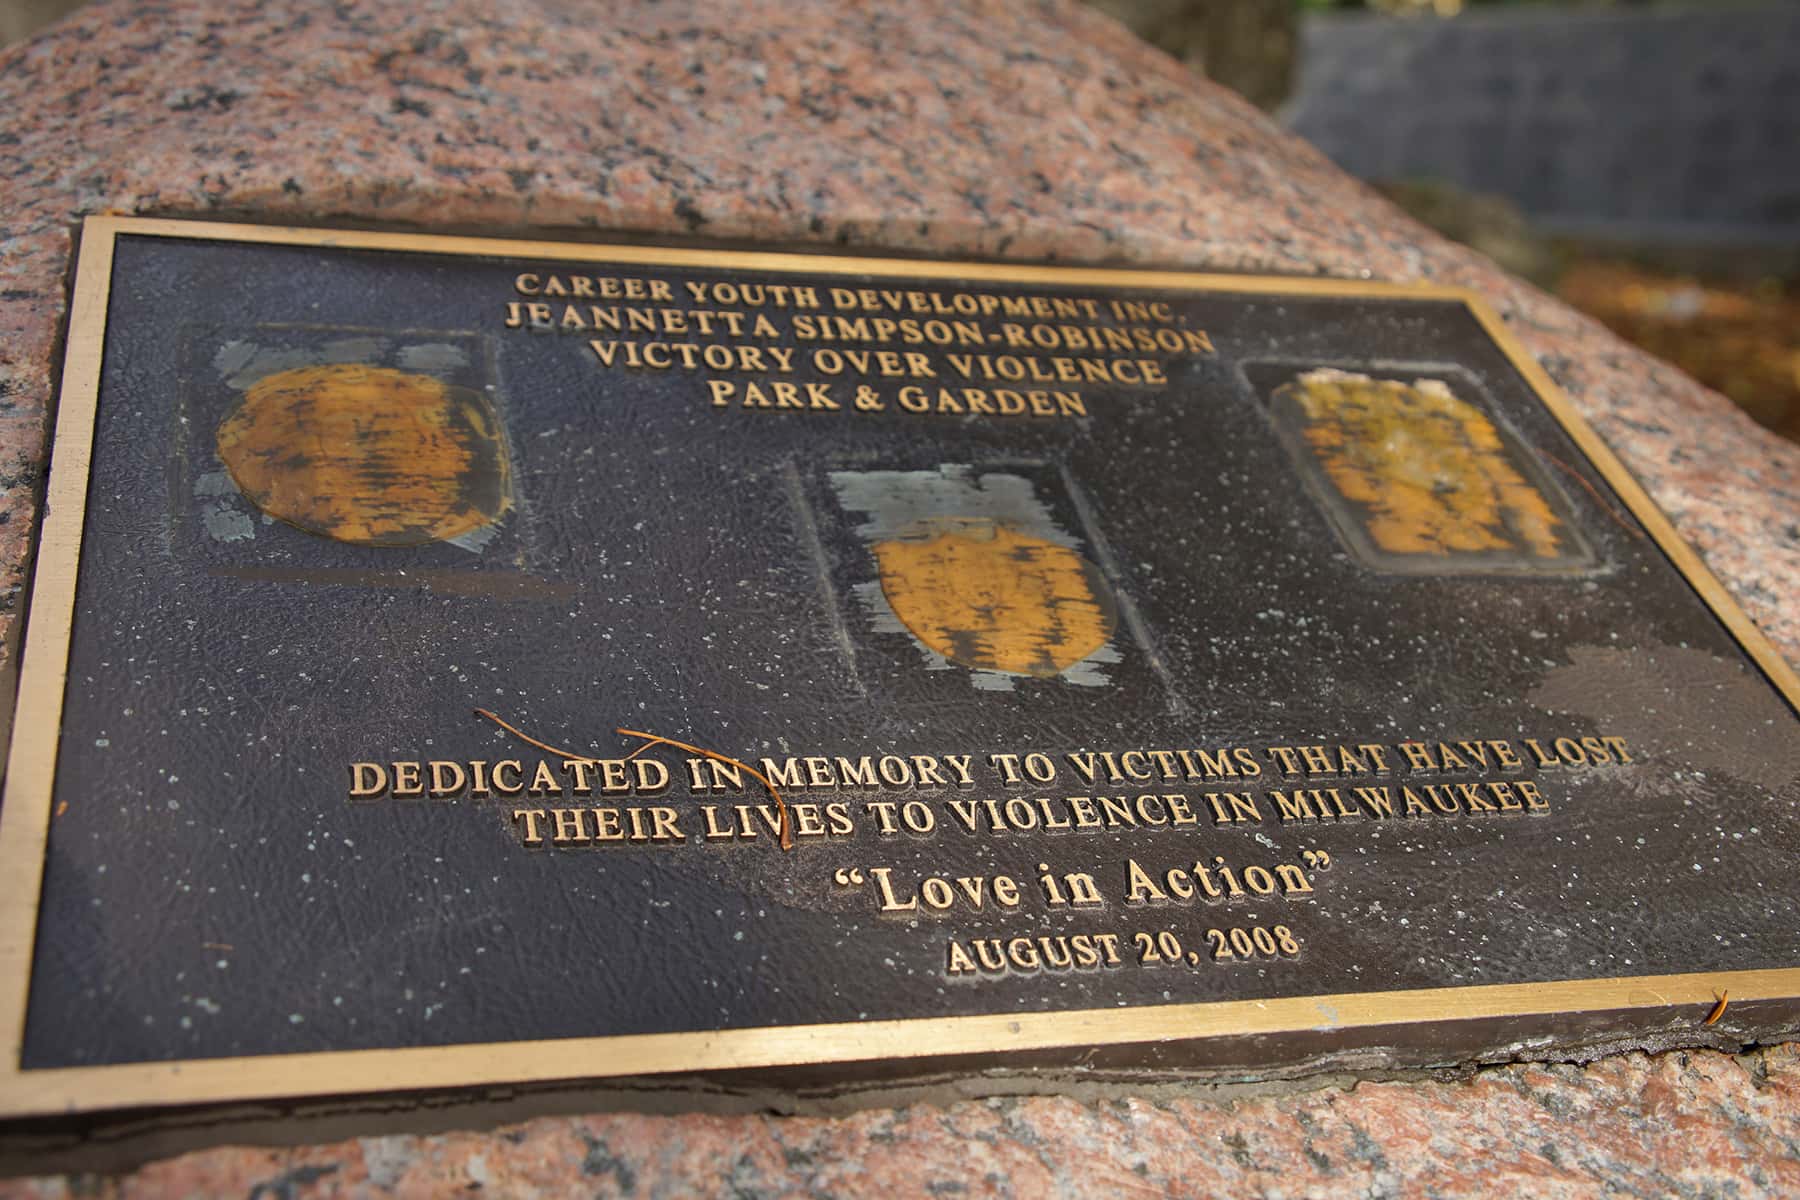 CAREER YOUTH DEVELOPMENT INC.
JEANNETTA SIMPSON-ROBINSON
VICTORY OVER VIOLENCE
PARK & GARDEN
DEDICATED IN MEMORY TO VICTIMS THAT HAVE LOST
THEIR LIVES TO VIOLENCE IN MILWAUKEE
“Love in Action”
AUGUST 20, 2008